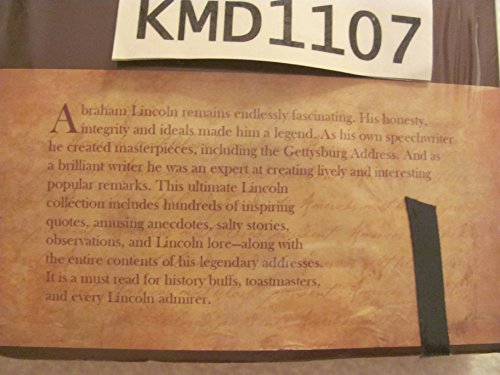 KMD1107
Abraham Lincoln remains endlessly fascinating. His honesty,
integrity and ideals made him a legend. As his own speechwriter
he created masterpieces, including the Gettysburg Address. And as
a brilliant writer he was an expert at creating lively and interesting
popular remarks. This ultimate Lincoln
collection includes hundreds of inspiring
quotes, amusing anecdotes, salty stories,
observations, and Lincoln lore—along with
the entire contents of his legendary addresses.
It is a must read for history buffs, toastmasters,
and every Lincoln admirer.